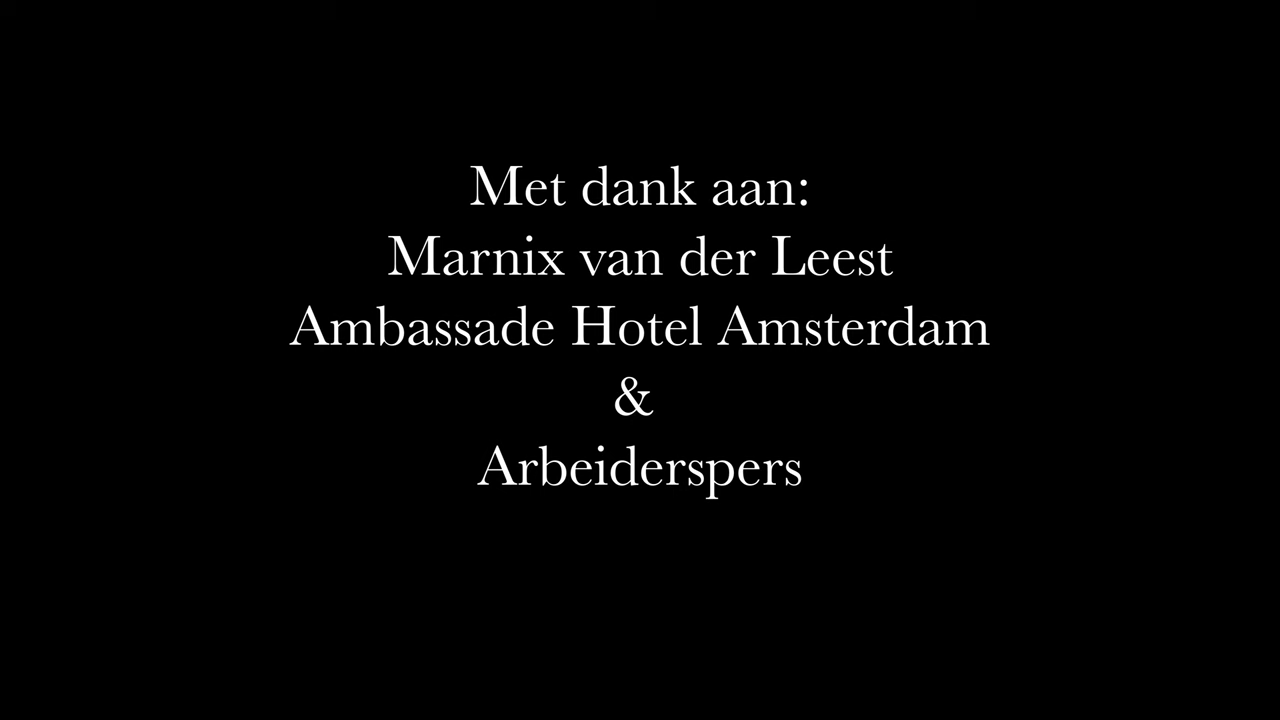 Met dank aan:
Marnix van der Leest
Ambassade Hotel Amsterdam
&
Arbeiderspers